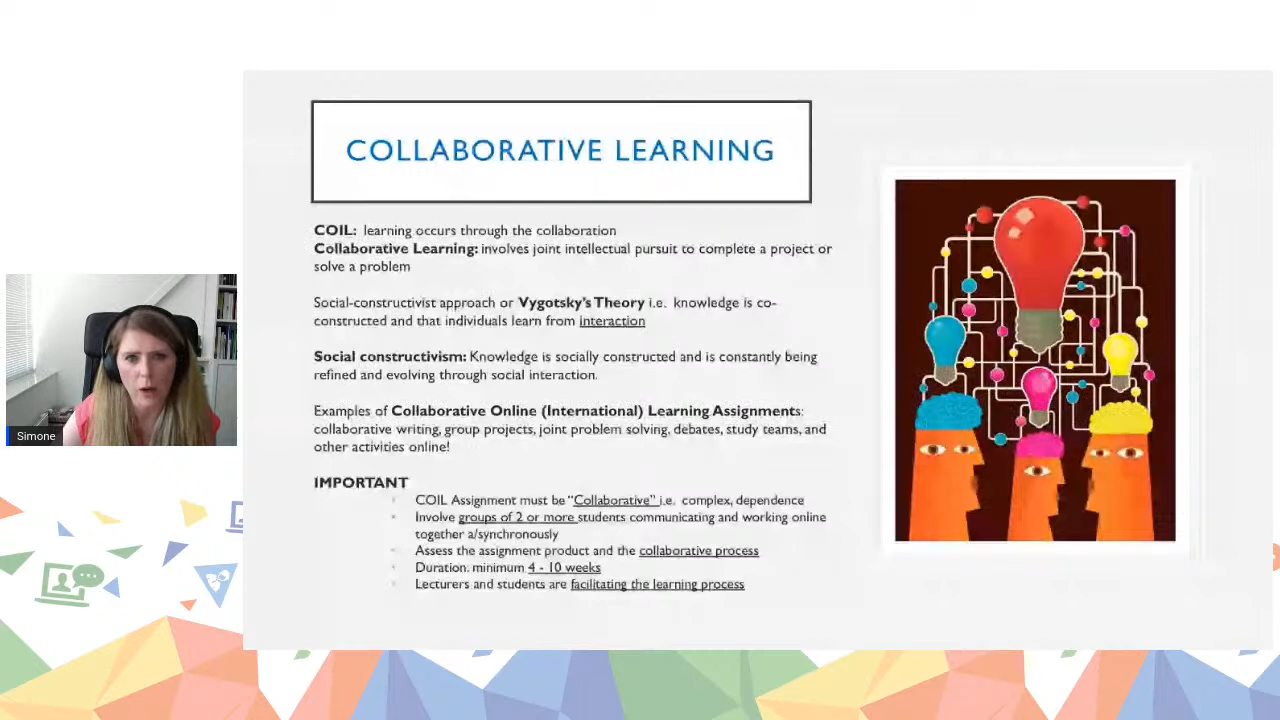 COLLABORATIVE LEARNING
COIL: learning occurs through the collaboration
Collaborative Learning: involves joint intellectual pursuit to complete a project or
solve a problem
Social-constructivist approach or Vygotsky's Theory i.e. knowledge is co-
constructed and that individuals learn from interaction
Social constructivism: Knowledge is socially constructed and is constantly being
refined and evolving through social interaction.
Examples of Collaborative Online (International) Learning Assignments:
collaborative writing, group projects, joint problem solving, debates, study teams, and
other activities online!
IMPORTANT
COIL Assignment must be "Collaborative" i.e. complex, dependence
Involve groups of 2 or more students communicating and working online
together a/synchronously
Assess the assignment product and the collaborative process
Duration. minimum 4 - 10 weeks
Lecturers and students are facilitating the learning process
Simone